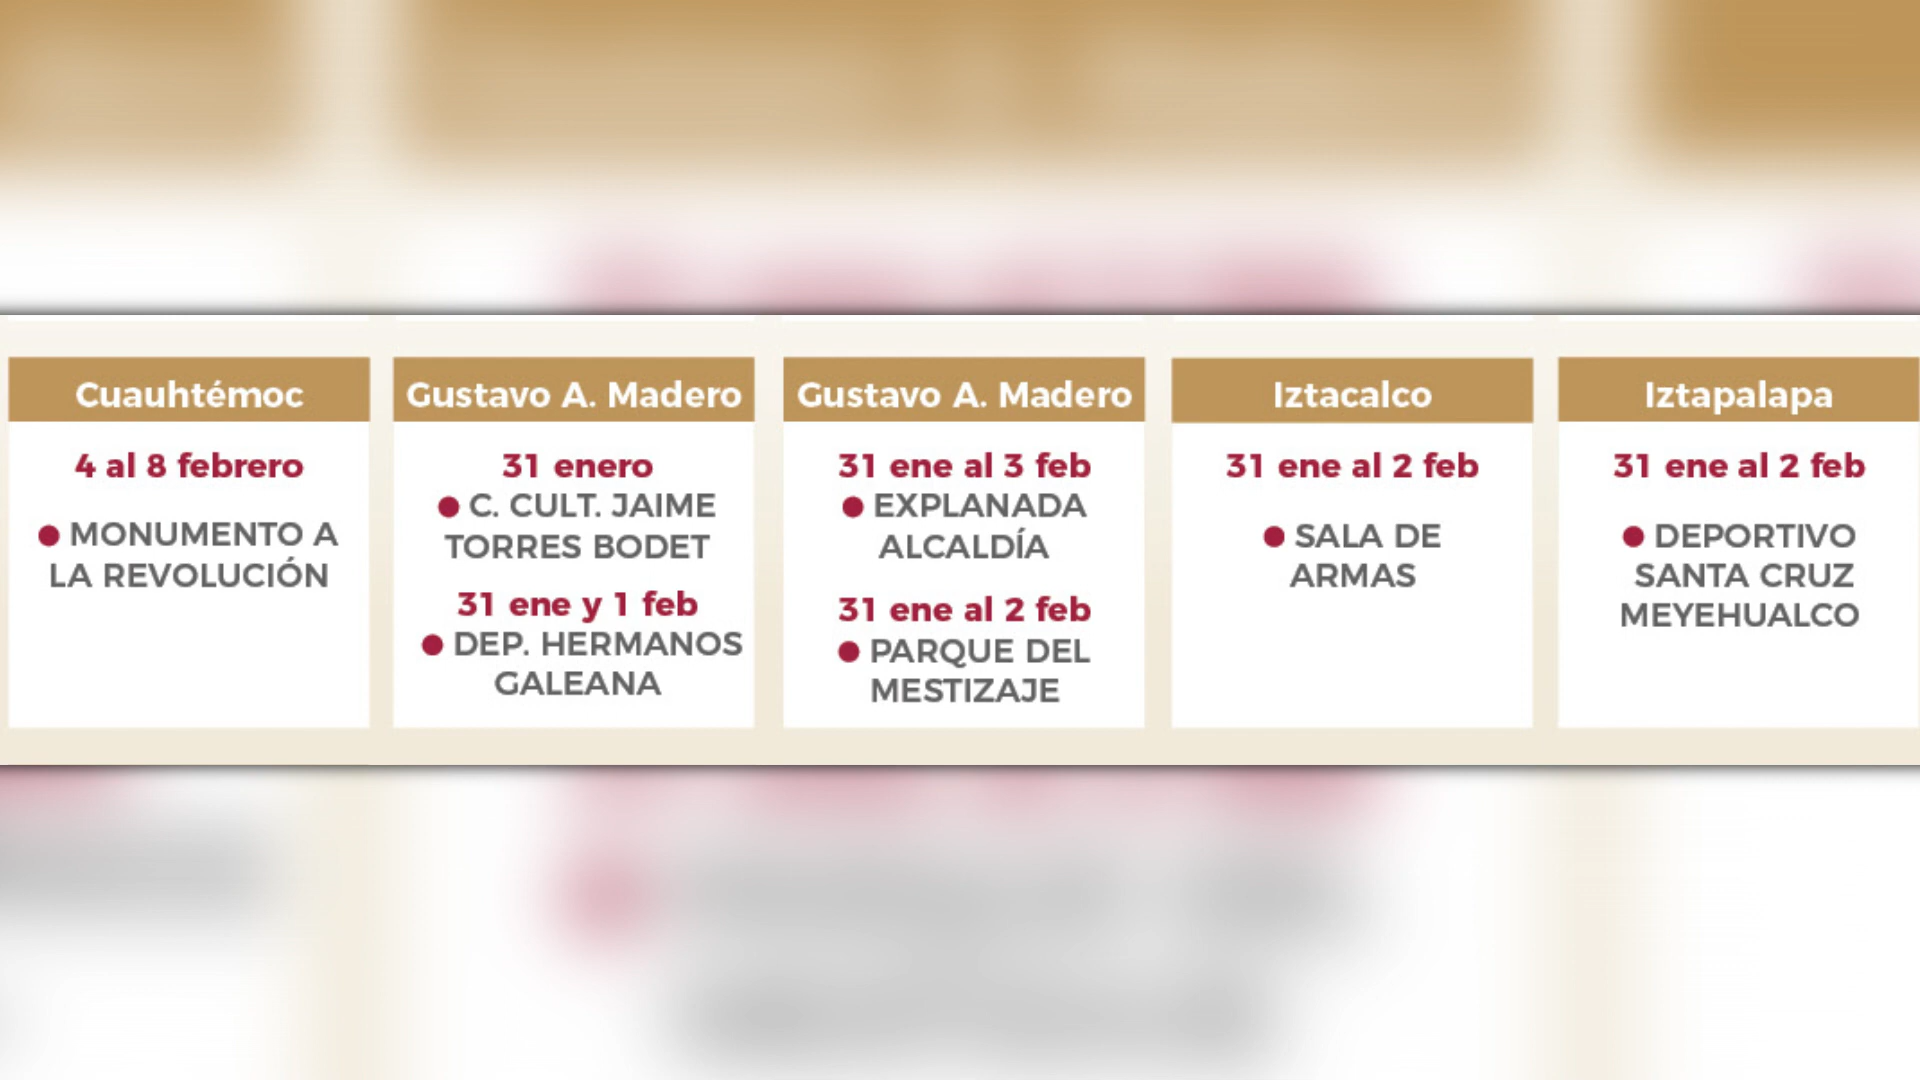 Cuauhtémoc
4 al 8 febrero
MONUMENTO A
LA REVOLUCIÓN
Gustavo A. Madero
31 enero
C. CULT. JAIME
TORRES BODET
31 ene y 1 feb
DEP. HERMANOS
GALEANA
Gustavo A. Madero
31 ene al 3 feb
EXPLANADA
ALCALDÍA
31 ene al 2 feb
PARQUE DEL
MESTIZAJE
Iztacalco
31 ene al 2 feb
SALA DE
ARMAS
Iztapalapa
31 ene al 2 feb
DEPORTIVO
SANTA CRUZ
MEYEHUALCO